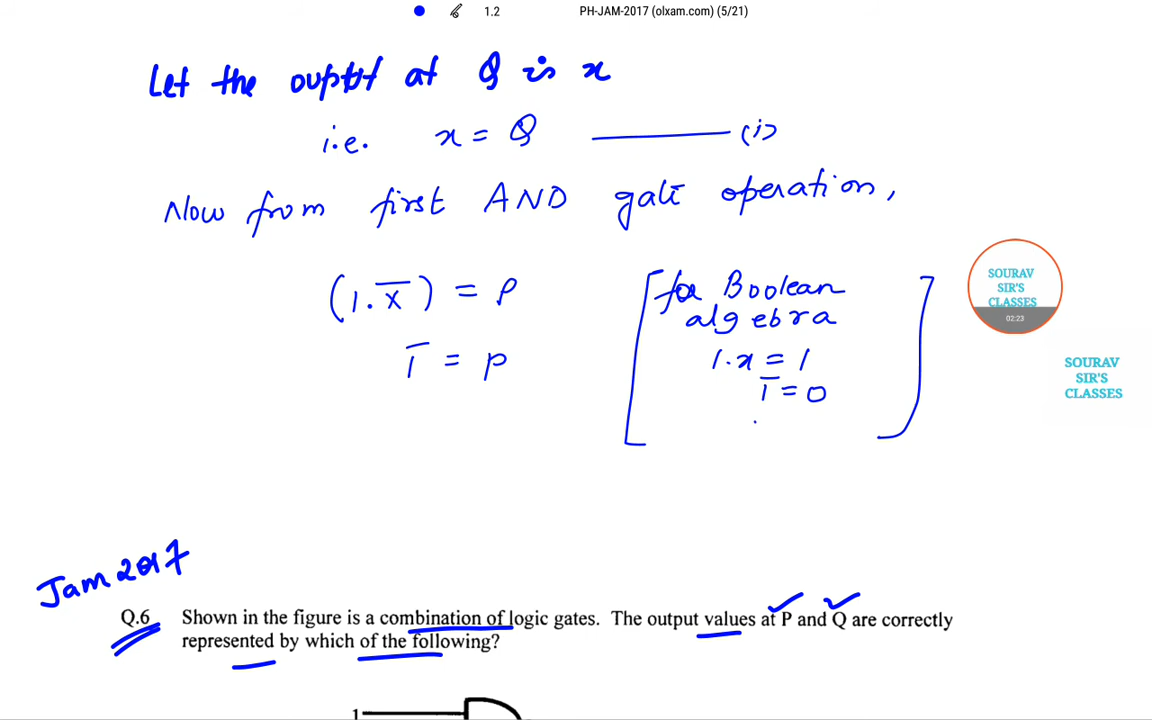 1.2 PH-JAM-2017 (olxam.com) (5/21)
Let the ouptut at Q is x
i.e. x = Q (i)
Now from first AND gate operation,
(1.x̅) = P
1̅ = p
[for Boolean
algebra
1.x = 1
1̅ = 0
]
SOURAV
SIR'S
CLASSES
02:23
SOURAV
SIR'S
CLASSES
Jam 2017
Q.6 Shown in the figure is a combination of logic gates. The output values at P and Q are correctly
represented by which of the following?
1